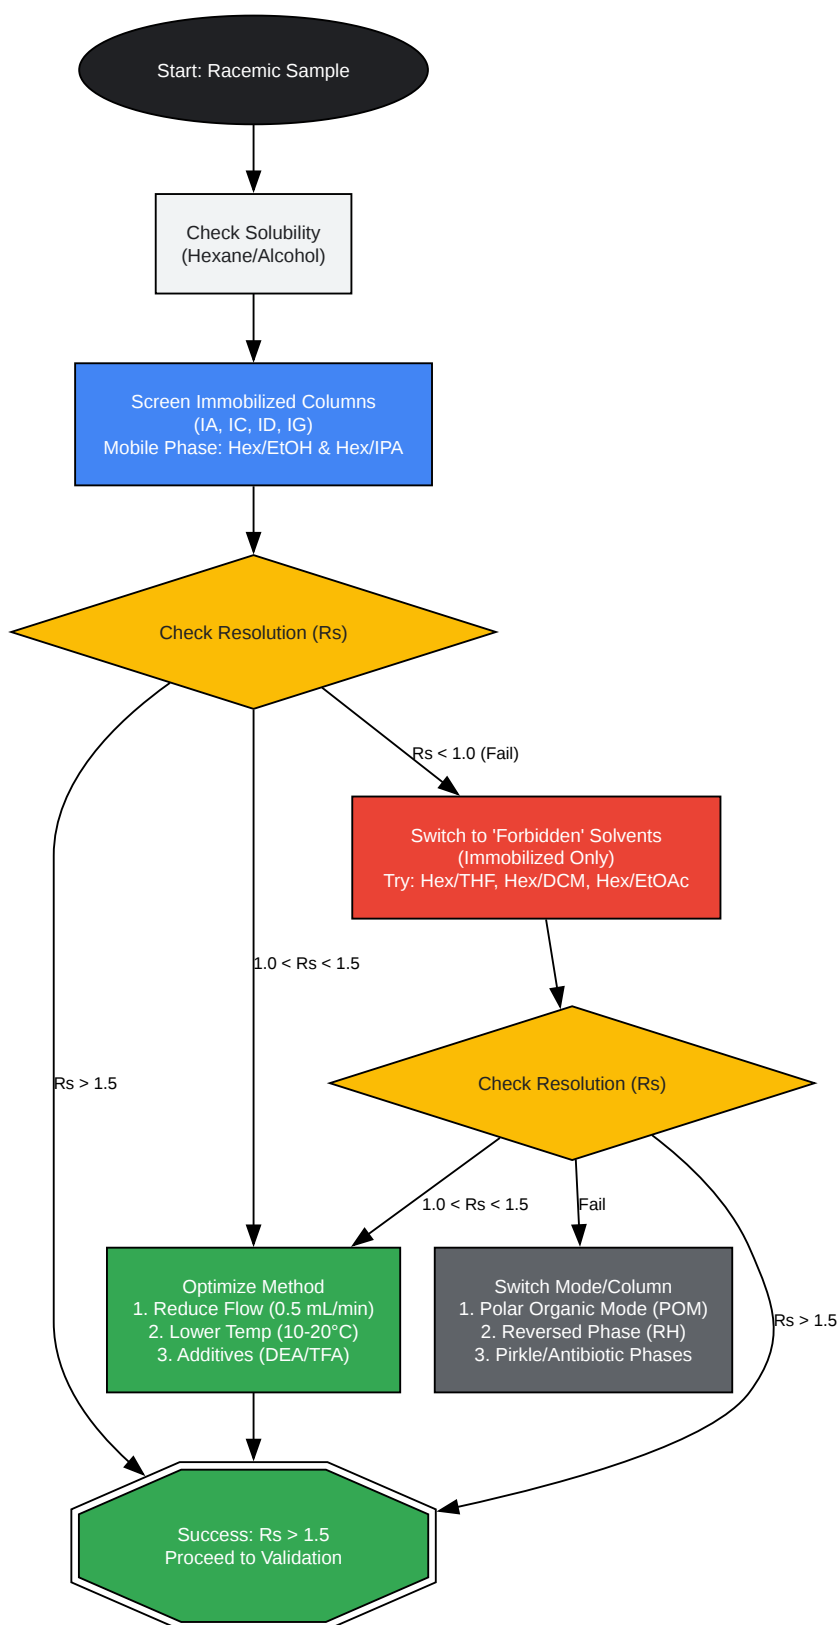 Start: Racemic Sample
Check Solubility
(Hexane/Alcohol)
Screen Immobilized Columns
(IA, IC, ID, IG)
Mobile Phase: Hex/EtOH & Hex/IPA
Check Resolution (Rs)
Rs < 1.0 (Fail)
Switch to 'Forbidden' Solvents
(Immobilized Only)
Try: Hex/THF, Hex/DCM, Hex/EtOAc
1.0 < Rs < 1.5
Rs > 1.5
Check Resolution (Rs)
1.0 < Rs < 1.5
Fail
Rs > 1.5
Optimize Method
1. Reduce Flow (0.5 mL/min)
2. Lower Temp (10-20°C)
3. Additives (DEA/TFA)
Switch Mode/Column
1. Polar Organic Mode (POM)
2. Reversed Phase (RH)
3. Pirkle/Antibiotic Phases
Success: Rs > 1.5
Proceed to Validation